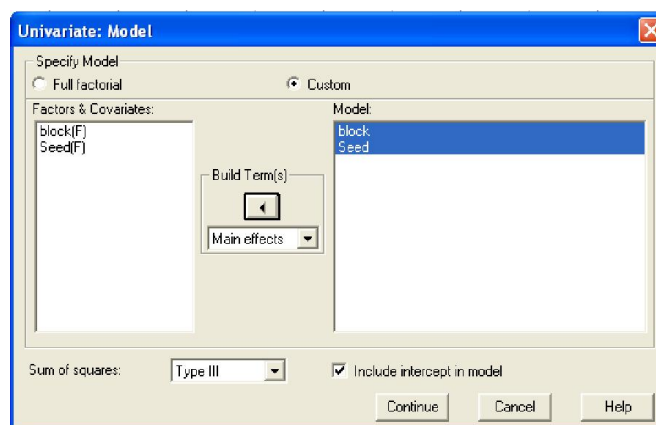 Univariate: Model
Specify Model
Full factorial
Custom
Factors & Covariates:
Model:
block(F)
Seed(F)
block
Seed
Build Term(s)
Main effects
Sum of squares:
Type III
Include intercept in model
Continue
Cancel
Help